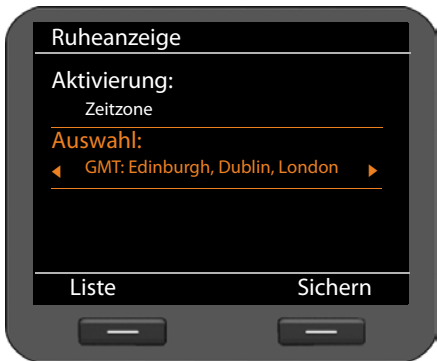 Ruheanzeige
Aktivierung:
Zeitzone
Auswahl:
GMT: Edinburgh, Dublin, London
Liste Sichern